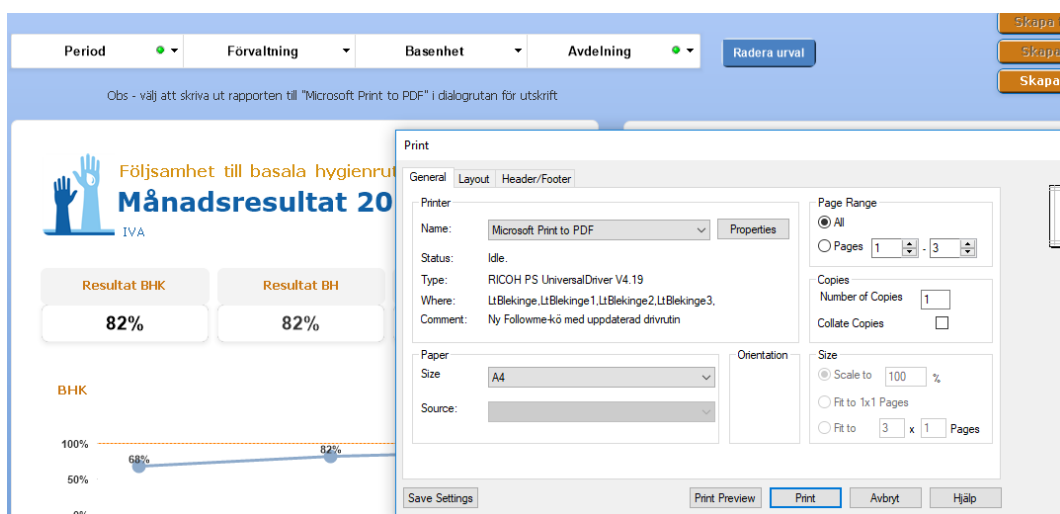 Skapa
Period Förvaltning Basenhet Avdelning Radera urval
Skapa
Skapa
Obs - välj att skriva ut rapporten till "Microsoft Print to PDF" i dialogrutan för utskrift
Följsamhet till basala hygienrut
Månadsresultat 20
IVA
Resultat BHK Resultat BH
82% 82%
BHK
100%
68%
82%
50%
0%
Print
General Layout Header/Footer
Printer
Name: Microsoft Print to PDF Properties
Status: Idle.
Type: RICOH PS UniversalDriver V4.19
Where: LtBlekinge,LtBlekinge1,LtBlekinge2,LtBlekinge3,
Comment: Ny Followme-kö med uppdaterad drivrutin
Page Range
All
Pages 1 - 3
Copies
Number of Copies 1
Collate Copies
Paper
Size A4
Source:
Orientation
Size
Scale to 100 %
Fit to 1x1 Pages
Fit to 3 x 1 Pages
Save Settings Print Preview Print Avbryt Hjälp